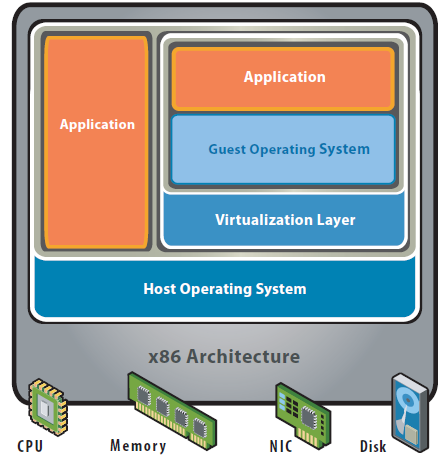 Application
Application
Guest Operating System
Virtualization Layer
Host Operating System
x86 Architecture
CPU
Memory
NIC
Disk